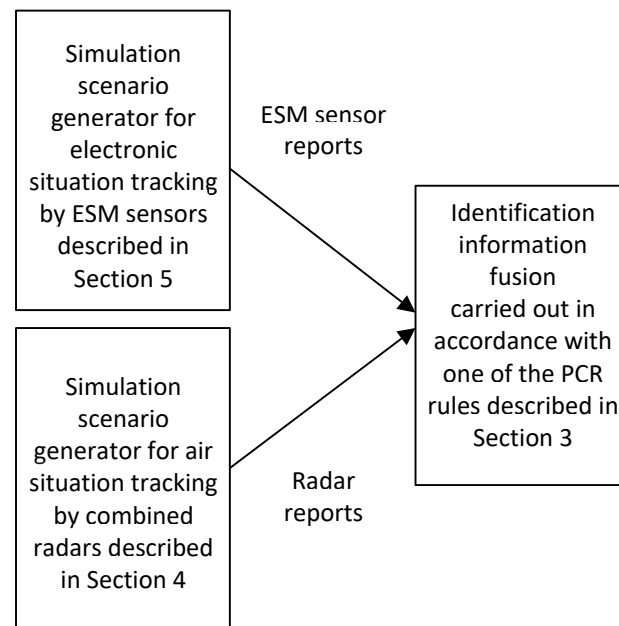 Simulation
scenario
generator for
electronic
situation tracking
by ESM sensors
described in
Section 5
ESM sensor
reports
Identification
information
fusion
carried out in
accordance with
one of the PCR
rules described in
Section 3
Simulation
scenario
generator for air
situation tracking
by combined
radars described
in Section 4
Radar
reports